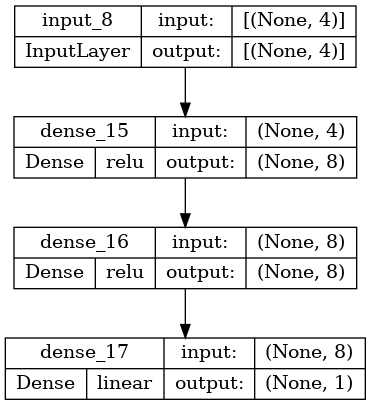 input_8 input: [(None, 4)]
InputLayer output: [(None, 4)]
dense_15 input: (None, 4)
Dense relu output: (None, 8)
dense_16 input: (None, 8)
Dense relu output: (None, 8)
dense_17 input: (None, 8)
Dense linear output: (None, 1)